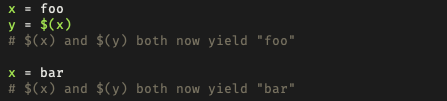 x = foo
y = $(x)
# $(x) and $(y) both now yield "foo"
x = bar
# $(x) and $(y) both now yield "bar"